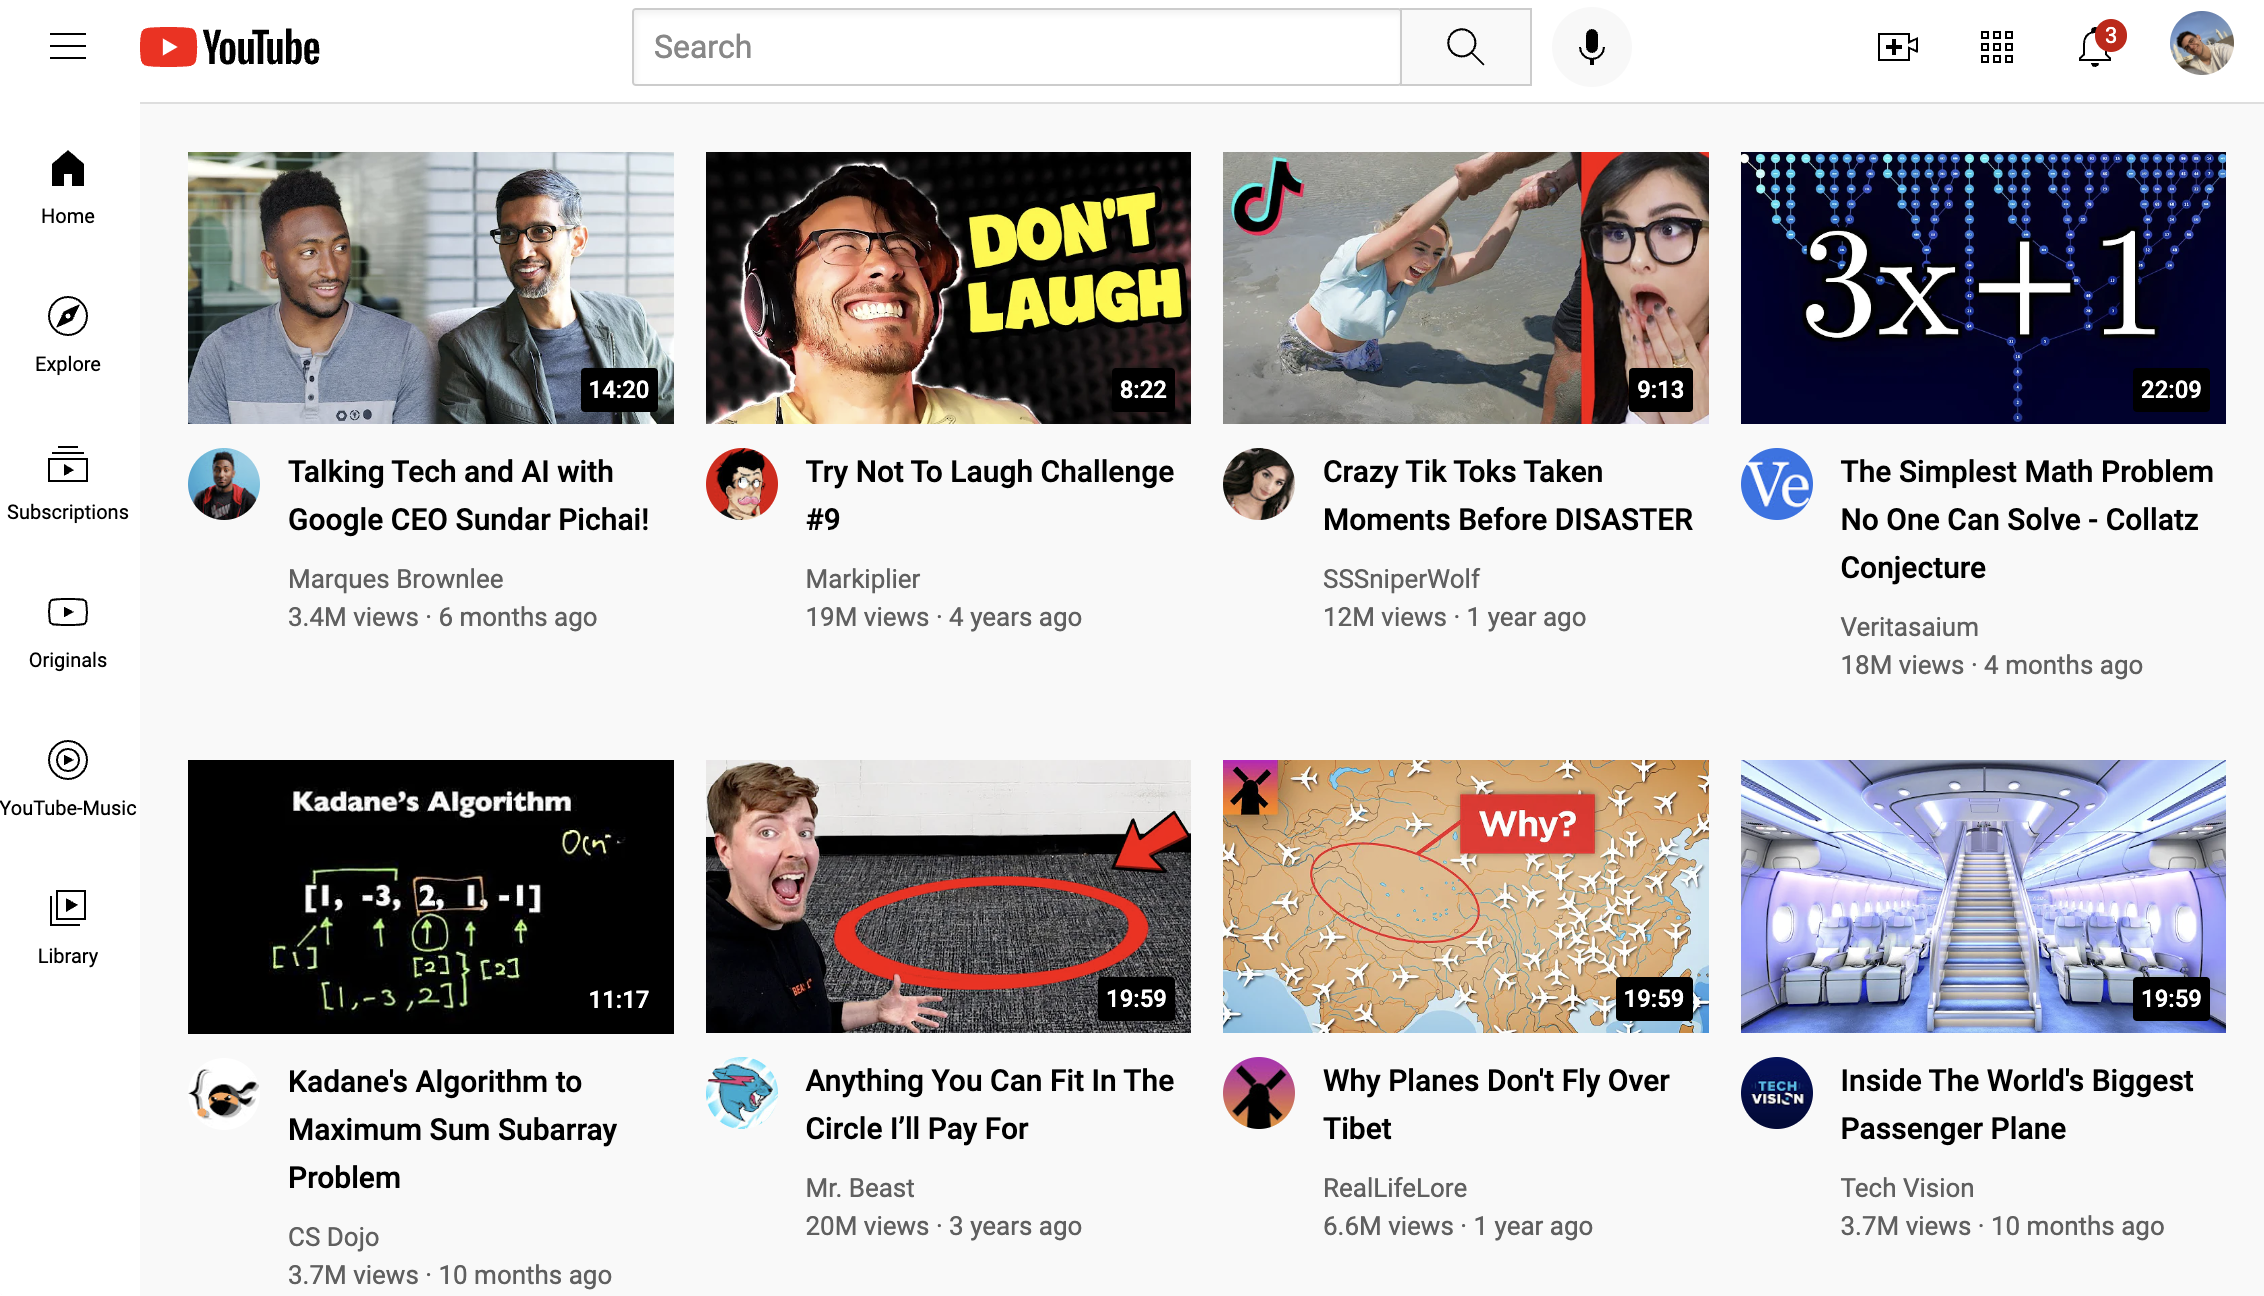 YouTube
Search
3
Home
Explore
Subscriptions
Originals
YouTube-Music
Library
DON'T
LAUGH
3x+1
14:20
8:22
9:13
22:09
Talking Tech and AI with
Google CEO Sundar Pichai!
Marques Brownlee
3.4M views · 6 months ago
Try Not To Laugh Challenge
#9
Markiplier
19M views · 4 years ago
Crazy Tik Toks Taken
Moments Before DISASTER
SSSniperWolf
12M views · 1 year ago
Ve
The Simplest Math Problem
No One Can Solve - Collatz
Conjecture
Veritasaium
18M views · 4 months ago
Kadane's Algorithm
[1, -3, 2, 1, -1]
[1]
[2]
[2]
[1,-3,2]
11:17
19:59
Why?
19:59
19:59
Kadane's Algorithm to
Maximum Sum Subarray
Problem
CS Dojo
3.7M views · 10 months ago
Anything You Can Fit In The
Circle I’ll Pay For
Mr. Beast
20M views · 3 years ago
Why Planes Don't Fly Over
Tibet
RealLifeLore
6.6M views · 1 year ago
TECH
VISION
Inside The World's Biggest
Passenger Plane
Tech Vision
3.7M views · 10 months ago